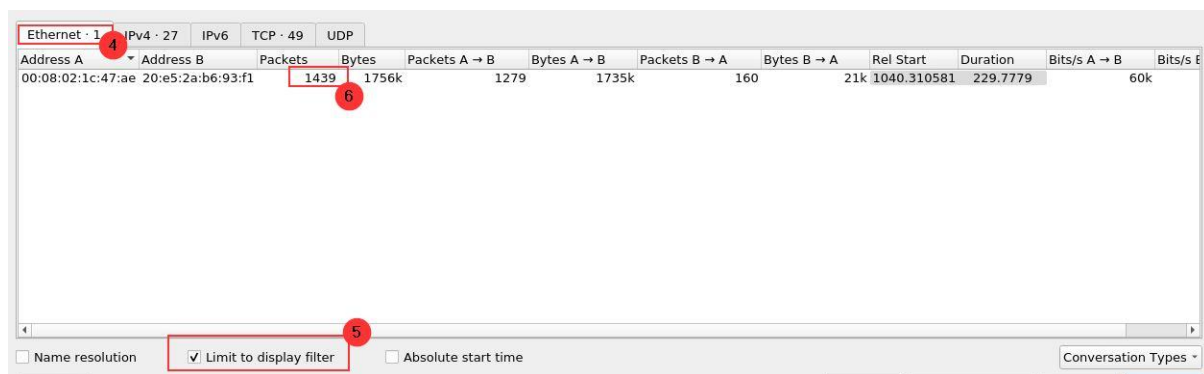 Ethernet · 1 IPv4 · 27 IPv6 TCP · 49 UDP
4
Address A Address B Packets Bytes Packets A → B Bytes A → B Packets B → A Bytes B → A Rel Start Duration Bits/s A → B Bits/s
00:08:02:1c:47:ae 20:e5:2a:b6:93:f1 1439 1756k 1279 1735k 160 21k 1040.310581 229.7779 60k
6
5
Name resolution Limit to display filter Absolute start time Conversation Types